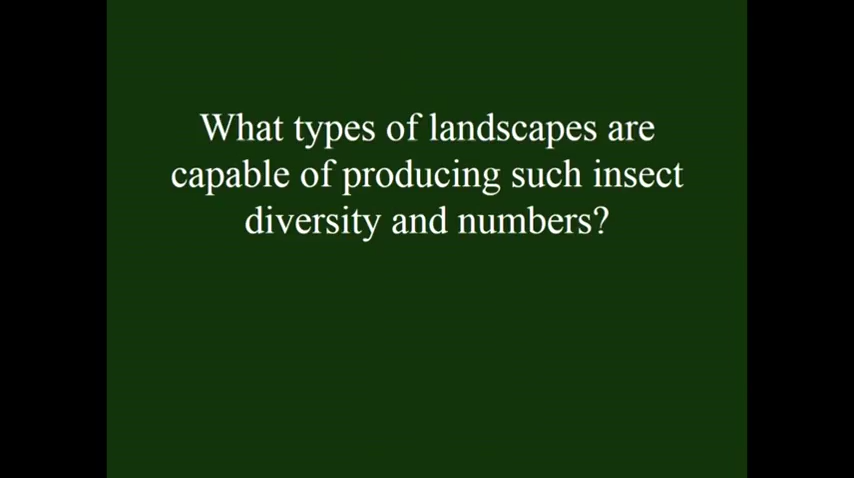 What types of landscapes are
capable of producing such insect
diversity and numbers?